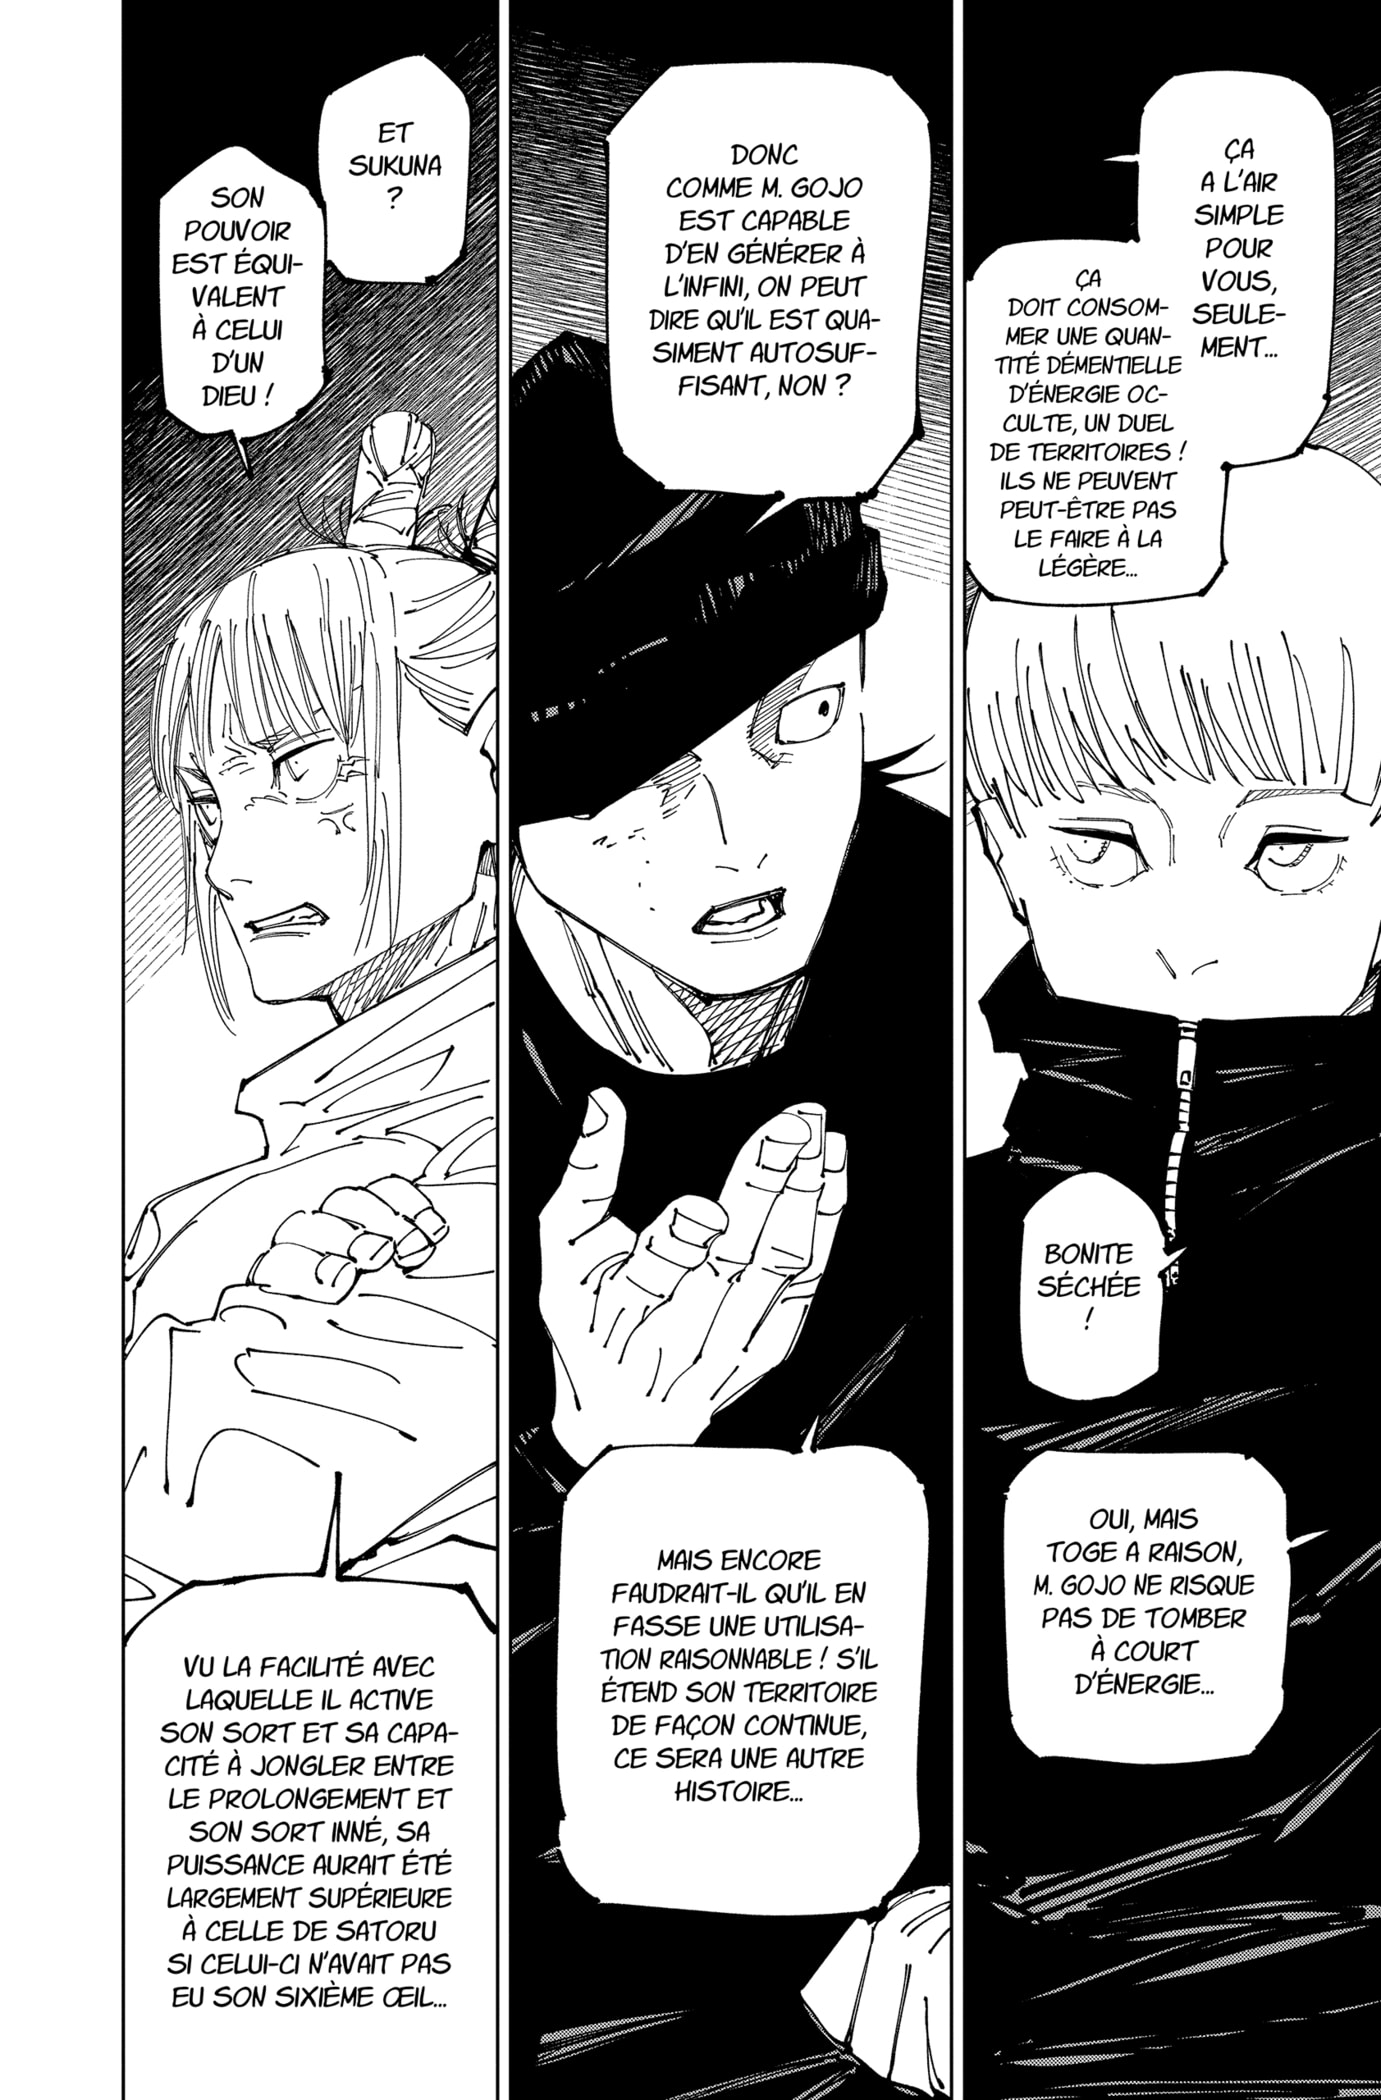 ÇA
A L'AIR
SIMPLE
POUR
VOUS,
SEULE-
MENT...
ÇA
DOIT CONSOM-
MER UNE QUAN-
TITÉ DÉMENTIELLE
D'ÉNERGIE OC-
CULTE, UN DUEL
DE TERRITOIRES !
ILS NE PEUVENT
PEUT-ÊTRE PAS
LE FAIRE À LA
LÉGÈRE...
BONITE
SÉCHÉE
!
OUI, MAIS
TOGE A RAISON,
M. GOJO NE RISQUE
PAS DE TOMBER
À COURT
D'ÉNERGIE...
DONC
COMME M. GOJO
EST CAPABLE
D'EN GÉNÉRER À
L'INFINI, ON PEUT
DIRE QU'IL EST QUA-
SIMENT AUTOSUF-
FISANT, NON ?
MAIS ENCORE
FAUDRAIT-IL QU'IL EN
FASSE UNE UTILISA-
TION RAISONNABLE ! S'IL
ÉTEND SON TERRITOIRE
DE FAÇON CONTINUE,
CE SERA UNE AUTRE
HISTOIRE...
ET
SUKUNA
?
SON
POUVOIR
EST ÉQUI-
VALENT
À CELUI
D'UN
DIEU !
VU LA FACILITÉ AVEC
LAQUELLE IL ACTIVE
SON SORT ET SA CAPA-
CITÉ À JONGLER ENTRE
LE PROLONGEMENT ET
SON SORT INNÉ, SA
PUISSANCE AURAIT ÉTÉ
LARGEMENT SUPÉRIEURE
À CELLE DE SATORU
SI CELUI-CI N'AVAIT PAS
EU SON SIXIÈME ŒIL...